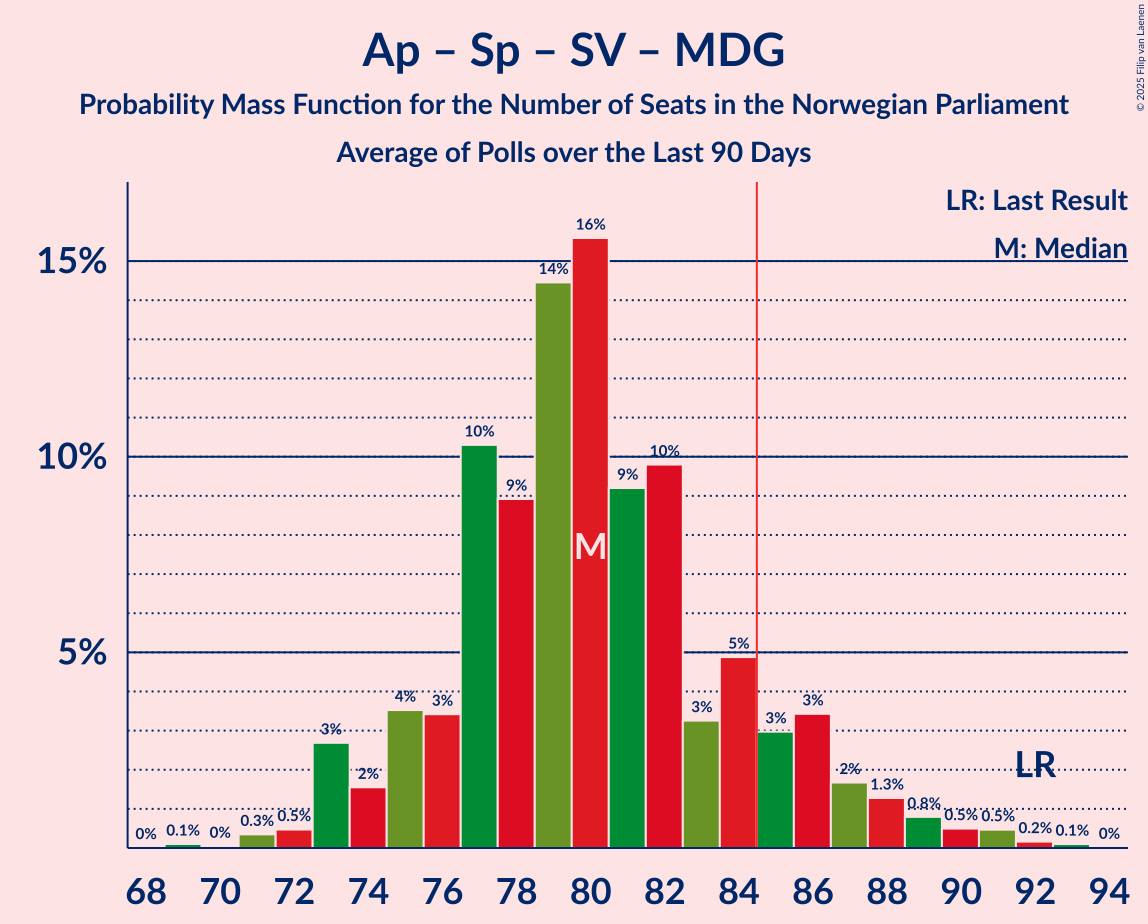 Ap – Sp – SV – MDG
Probability Mass Function for the Number of Seats in the Norwegian Parliament
Average of Polls over the Last 90 Days
© 2025 Filip van Laenen
LR: Last Result
M: Median
15%
10%
5%
0% 0.1% 0% 0.3% 0.5% 3% 2% 4% 3% 10% 9% 14% 16% 9% 10% 3% 5% 3% 3% 2% 1.3% 0.8% 0.5% 0.5% 0.2% 0.1% 0%
M
LR
68 70 72 74 76 78 80 82 84 86 88 90 92 94